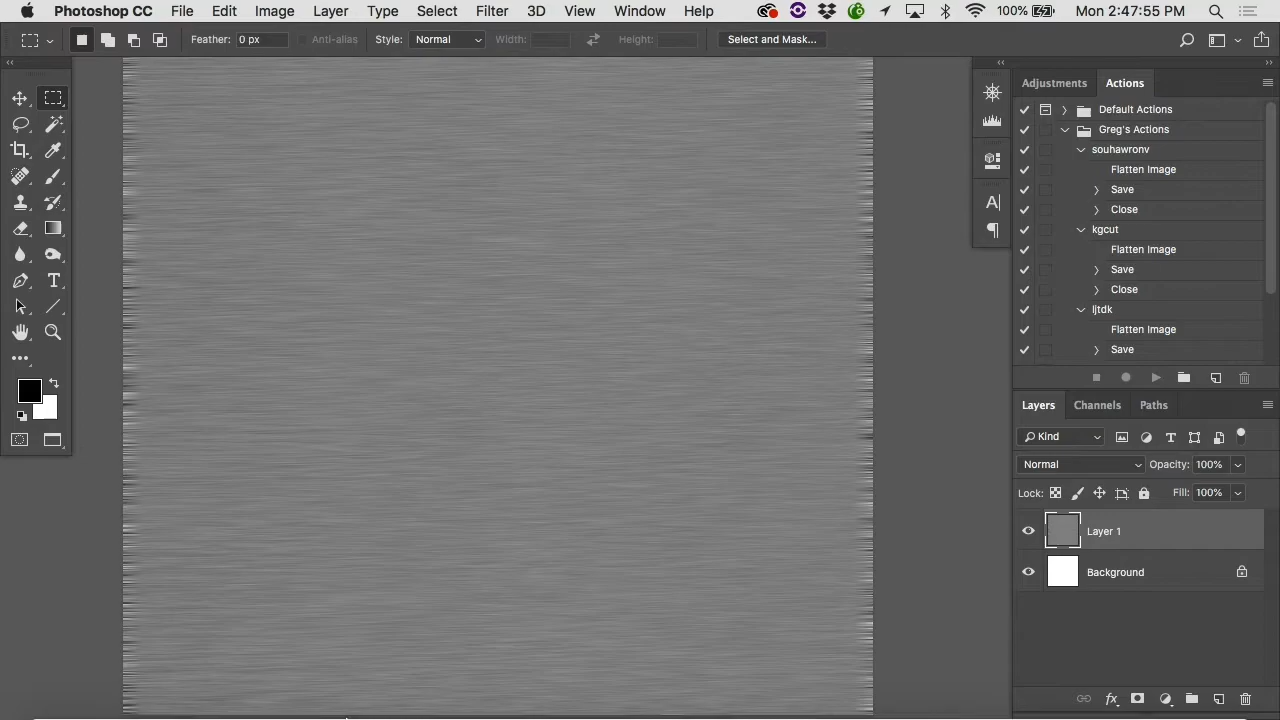 Photoshop CC File Edit Image Layer Type Select Filter 3D View Window Help 100% Mon 2:47:55 PM
Feather: 0 px Anti-alias Style: Normal Width: Height: Select and Mask...
Adjustments Actions
Default Actions
Greg's Actions
souhawronv
Flatten Image
Save
Close
kgcut
Flatten Image
Save
Close
ljtdk
Flatten Image
Save
Layers Channels Paths
Kind
Normal Opacity: 100%
Lock: Fill: 100%
Layer 1
Background